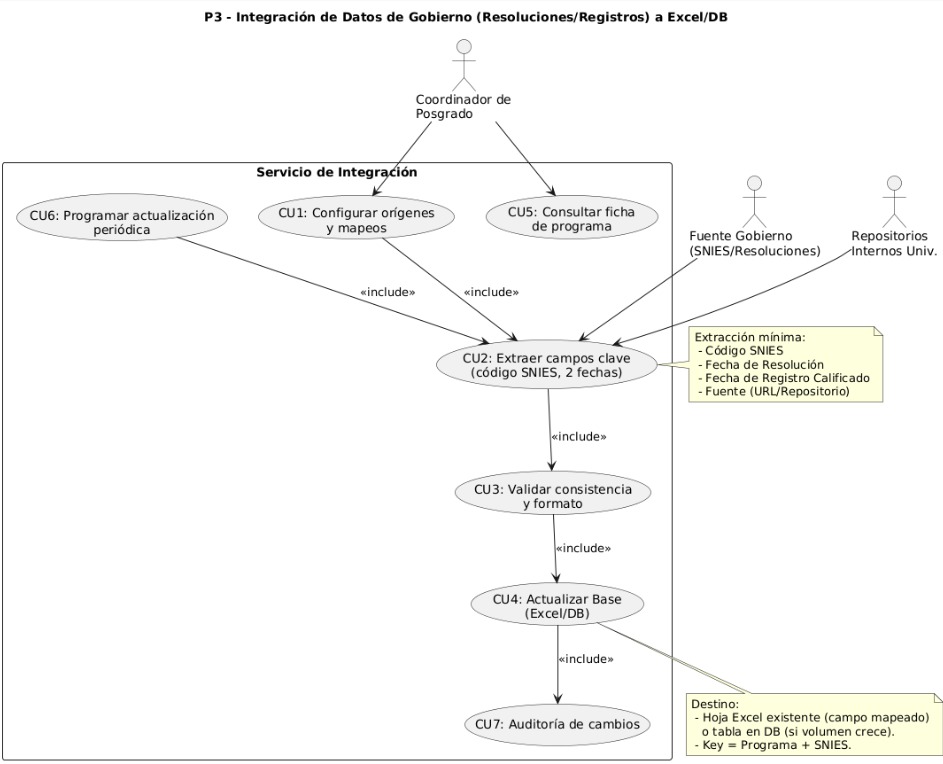 P3 - Integración de Datos de Gobierno (Resoluciones/Registros) a Excel/DB
Coordinador de
Posgrado
Servicio de Integración
CU6: Programar actualización
periódica
CU1: Configurar orígenes
y mapeos
CU5: Consultar ficha
de programa
Fuente Gobierno
(SNIES/Resoluciones)
Repositorios
Internos Univ.
«include»
«include»
CU2: Extraer campos clave
(código SNIES, 2 fechas)
Extracción mínima:
- Código SNIES
- Fecha de Resolución
- Fecha de Registro Calificado
- Fuente (URL/Repositorio)
«include»
CU3: Validar consistencia
y formato
«include»
CU4: Actualizar Base
(Excel/DB)
«include»
CU7: Auditoría de cambios
Destino:
- Hoja Excel existente (campo mapeado)
o tabla en DB (si volumen crece).
- Key = Programa + SNIES.